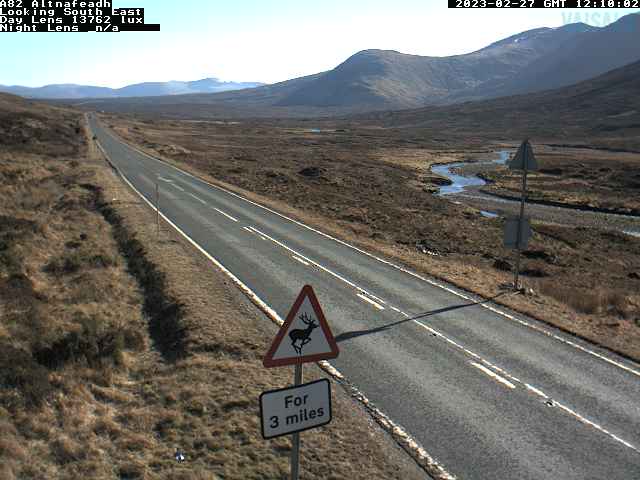 A82 Altnafeadh
2023-02-27 GMT 12:10:02
Looking South East
Day Lens 13762 lux
Night Lens n/a
VAISALA
For
3 miles